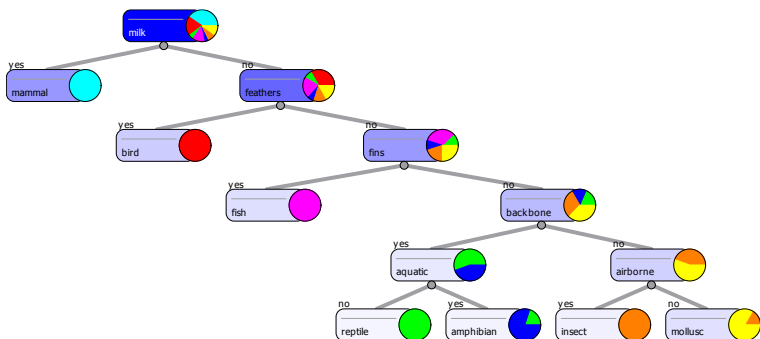 milk
yes
no
mammal
feathers
yes
no
bird
fins
yes
no
fish
backbone
yes
no
aquatic
airborne
no
yes
yes
no
reptile
amphibian
insect
mollusc